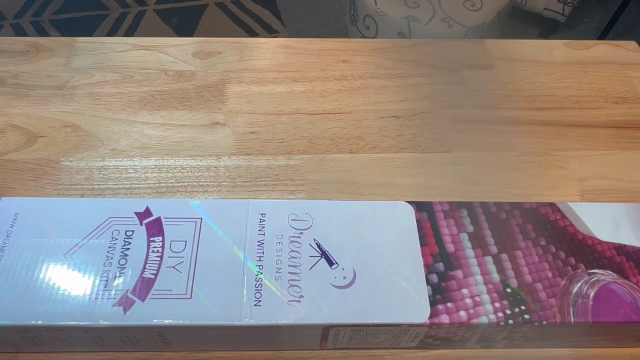 Dreamer
DESIGNS
PAINT WITH PASSION
DIY
PREMIUM
DIAMOND
CANVAS KIT